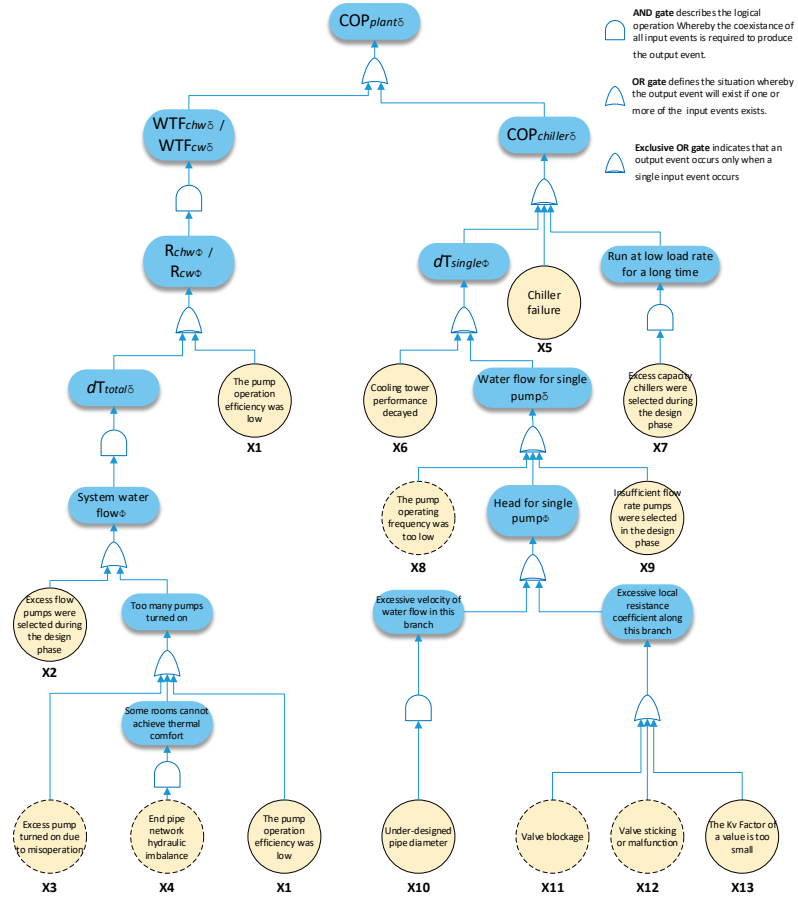 COPplantδ
AND gate describes the logical
operation Whereby the coexistance of
all input events is required to produce
the output event.
OR gate defines the situation whereby
the output event will exist if one or
more of the input events exists.
Exclusive OR gate indicates that an
output event occurs only when a
single input event occurs
WTFchwδ /
WTFcwδ
COPchillerδ
RchwΦ /
RcwΦ
dTsingleΦ
Run at low load rate
for a long time
Chiller
failure
X5
dTtotalδ
The pump
operation
efficiency was
low
X1
Cooling tower
performance
decayed
X6
Water flow for single
pumpδ
Excess capacity
chillers were
selected during
the design
phase
X7
System water
flowΦ
The pump
operating
frequency was
too low
X8
Head for single
pumpΦ
Insufficient flow
rate pumps
were selected
in the design
phase
X9
Excess flow
pumps were
selected during
the design
phase
X2
Too many pumps
turned on
Excessive velocity of
water flow in this
branch
Excessive local
resistance
coefficient along
this branch
Some rooms cannot
achieve thermal
comfort
Excess pump
turned on due
to misoperation
X3
End pipe
network
hydraulic
imbalance
X4
The pump
operation
efficiency was
low
X1
Under-designed
pipe diameter
X10
Valve blockage
X11
Valve sticking
or malfunction
X12
The Kv Factor of
a value is too
small
X13